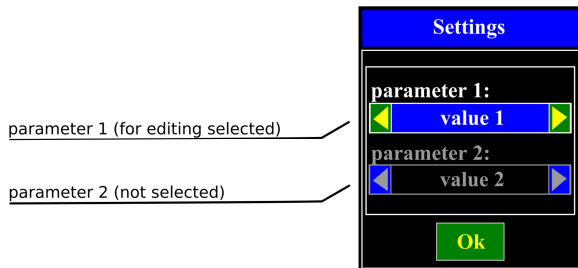 Settings
parameter 1:
value 1
parameter 1 (for editing selected)
parameter 2:
value 2
parameter 2 (not selected)
Ok